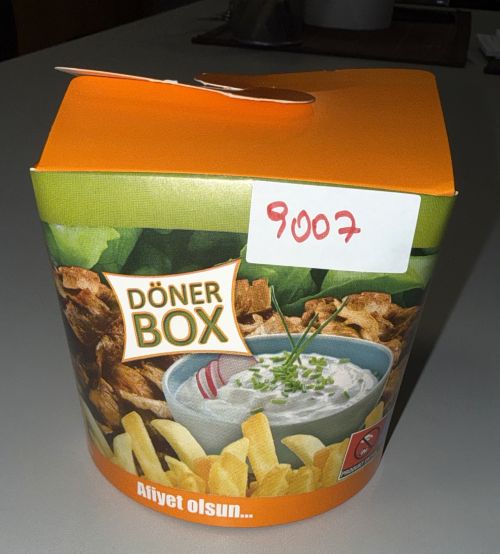 9007
DÖNER
BOX
Afiyet olsun...